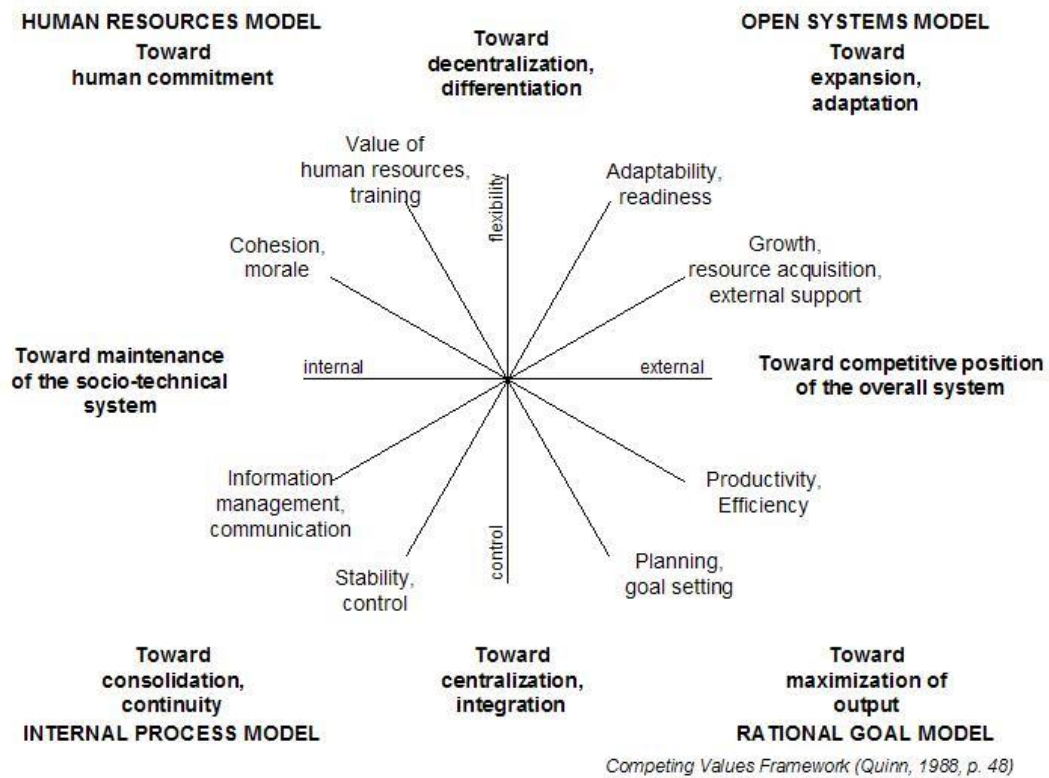 HUMAN RESOURCES MODEL
Toward
human commitment
Toward
decentralization,
differentiation
OPEN SYSTEMS MODEL
Toward
expansion,
adaptation
Value of
human resources,
training
flexibility
Adaptability,
readiness
Cohesion,
morale
Growth,
resource acquisition,
external support
Toward maintenance
of the socio-technical
system
internal
external
Toward competitive position
of the overall system
Information
management,
communication
Productivity,
Efficiency
Stability,
control
control
Planning,
goal setting
Toward
consolidation,
continuity
INTERNAL PROCESS MODEL
Toward
centralization,
integration
Toward
maximization of
output
RATIONAL GOAL MODEL
Competing Values Framework (Quinn, 1988, p. 48)